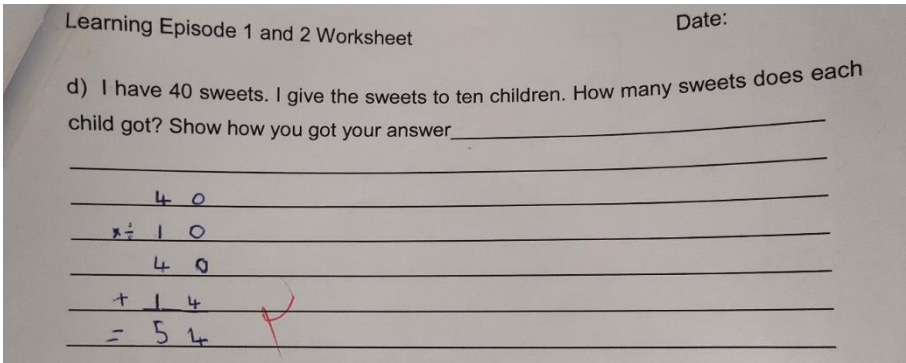 Learning Episode 1 and 2 Worksheet
Date:
d) I have 40 sweets. I give the sweets to ten children. How many sweets does each
child got? Show how you got your answer
4 0
÷ 1 0
4 0
+ 1 4
= 5 4